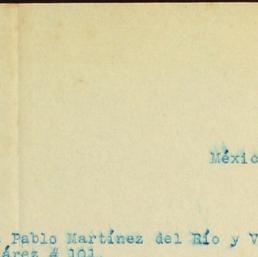 Méxic
Pablo Martínez del Río y V
árez # 101.